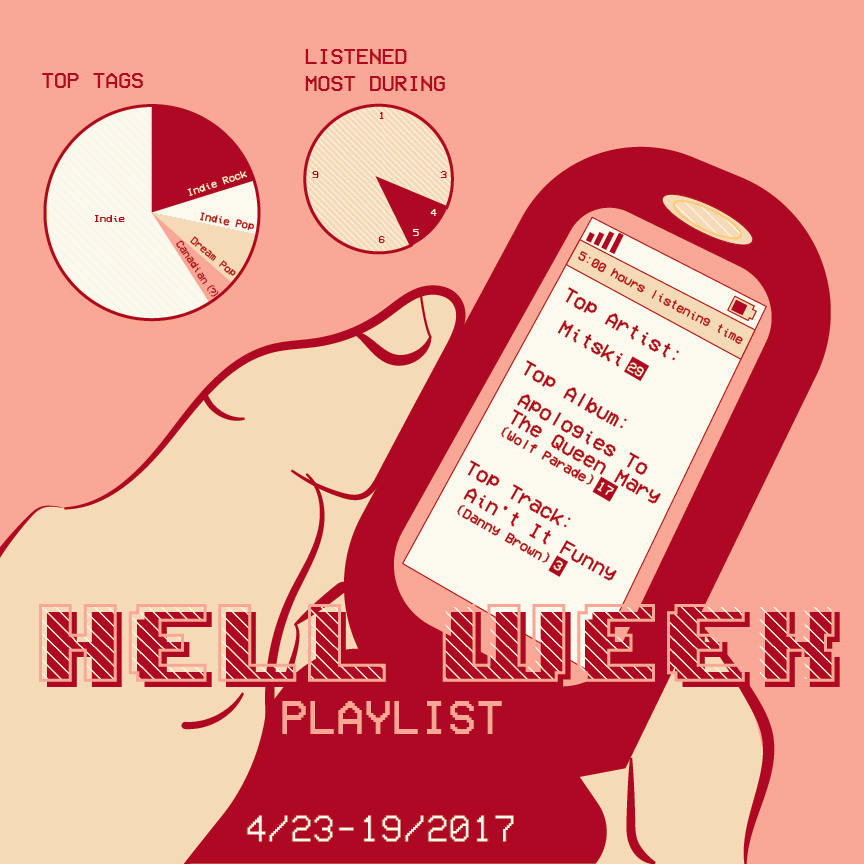 TOP TAGS
Indie Rock
Indie Pop
Dream Pop
Canadian (?)
Indie
LISTENED
MOST DURING
1
3
4
5
6
9
5:00 hours listening time
Top Artist:
Mitski 29
Top Album:
Apologies To
The Queen Mary
(Wolf Parade) 17
Top Track:
Ain't It Funny
(Danny Brown) 3
HELL WEEK
PLAYLIST
4/23-19/2017